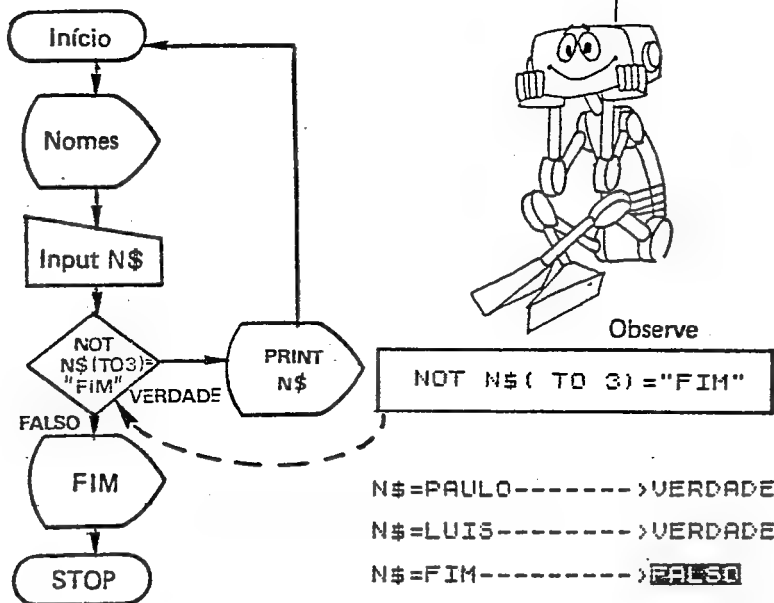 Início
Nomes
Input N$
NOT
N$(TO3)=
"FIM"
VERDADE
FALSO
PRINT
N$
FIM
STOP
Observe
NOT N$( TO 3)="FIM"
N$=PAULO-------->VERDADE
N$=LUIS--------->VERDADE
N$=FIM---------->FALSO